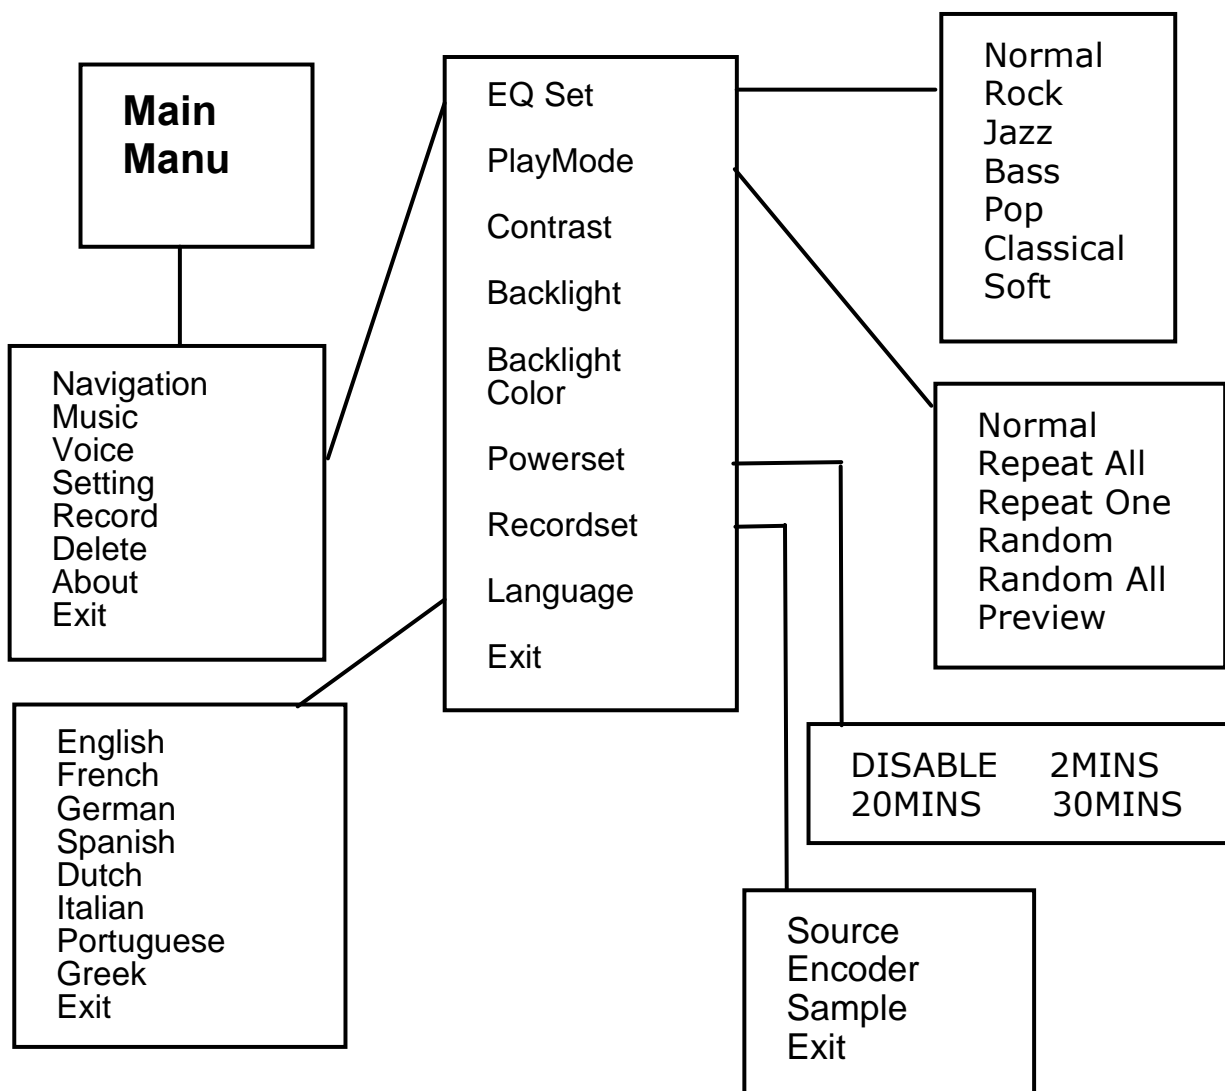 Main
Manu
Navigation
Music
Voice
Setting
Record
Delete
About
Exit
EQ Set
PlayMode
Contrast
Backlight
Backlight
Color
Powerset
Recordset
Language
Exit
Normal
Rock
Jazz
Bass
Pop
Classical
Soft
Normal
Repeat All
Repeat One
Random
Random All
Preview
DISABLE 2MINS
20MINS 30MINS
Source
Encoder
Sample
Exit
English
French
German
Spanish
Dutch
Italian
Portuguese
Greek
Exit